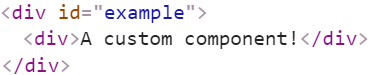 <div id="example">
  <div>A custom component!</div>
</div>